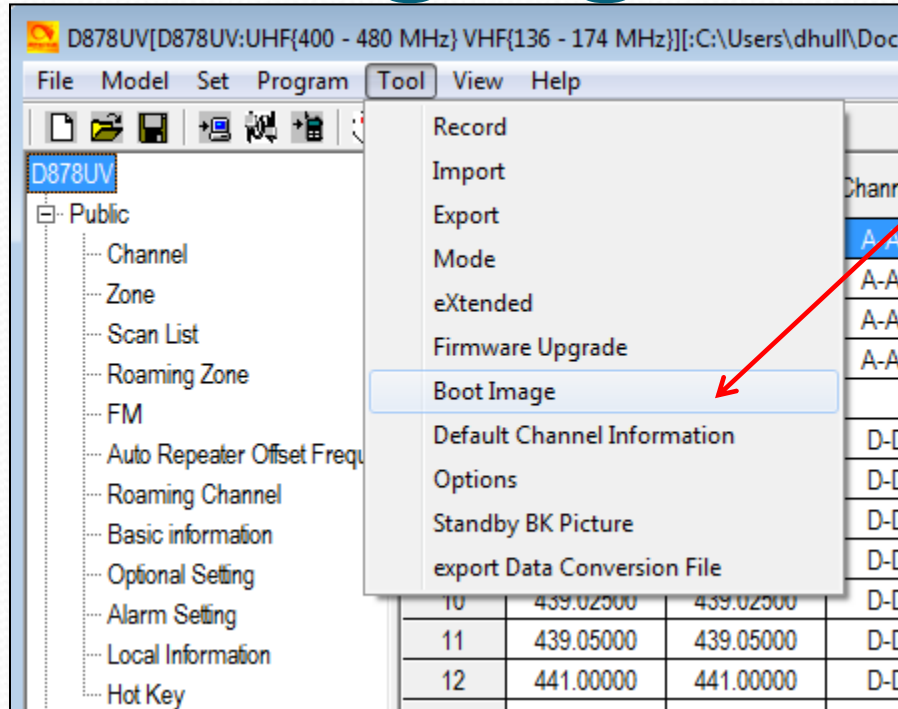 D878UV[D878UV:UHF{400 - 480 MHz} VHF{136 - 174 MHz}][:C:\Users\dhull\Doc
File Model Set Program Tool View Help
D878UV
Public
Channel
Zone
Scan List
Roaming Zone
FM
Auto Repeater Offset Frequ
Roaming Channel
Basic information
Optional Setting
Alarm Setting
Local Information
Hot Key
Record
Import
Export
Mode
eXtended
Firmware Upgrade
Boot Image
Default Channel Information
Options
Standby BK Picture
export Data Conversion File
Chann
A-A
A-A
A-A
A-A
D-D
D-D
D-D
D-D
10 439.02500 439.02500 D-D
11 439.05000 439.05000 D-D
12 441.00000 441.00000 D-D